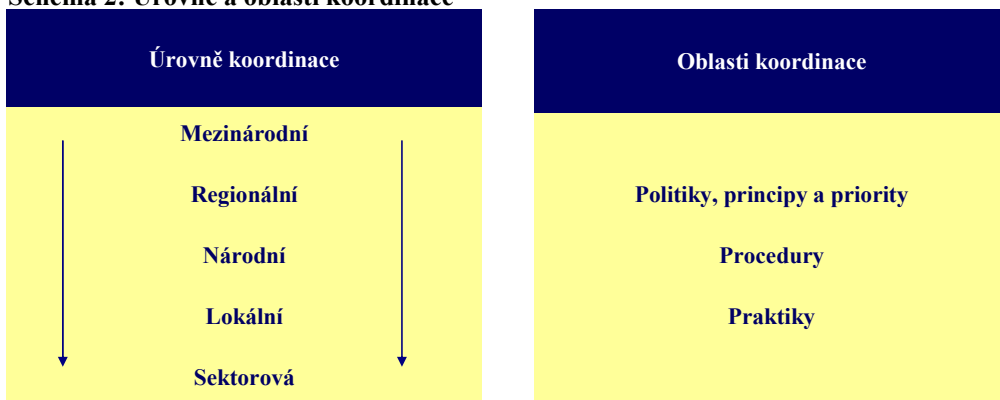 Schéma 2: Úrovně a oblasti koordinace
Úrovně koordinace
Mezinárodní
Regionální
Národní
Lokální
Sektorová
Oblasti koordinace
Politiky, principy a priority
Procedury
Praktiky